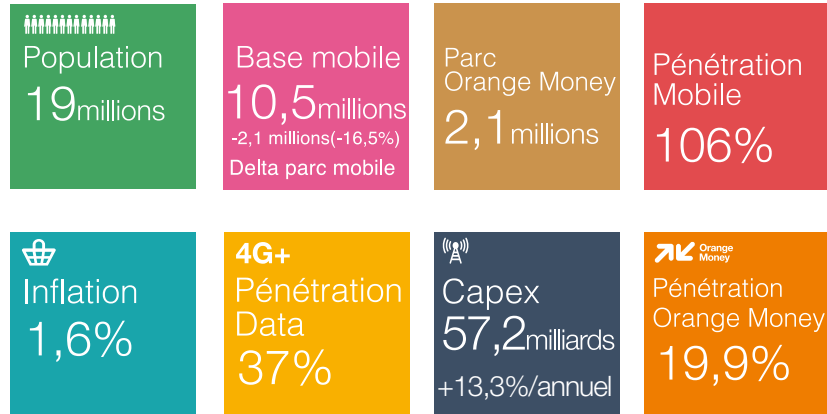 Population
19millions
Base mobile
10,5millions
-2,1 millions(-16,5%)
Delta parc mobile
Parc
Orange Money
2,1millions
Pénétration
Mobile
106%
Inflation
1,6%
4G+
Pénétration
Data
37%
Capex
57,2milliards
+13,3%/annuel
Orange
Money
Pénétration
Orange Money
19,9%